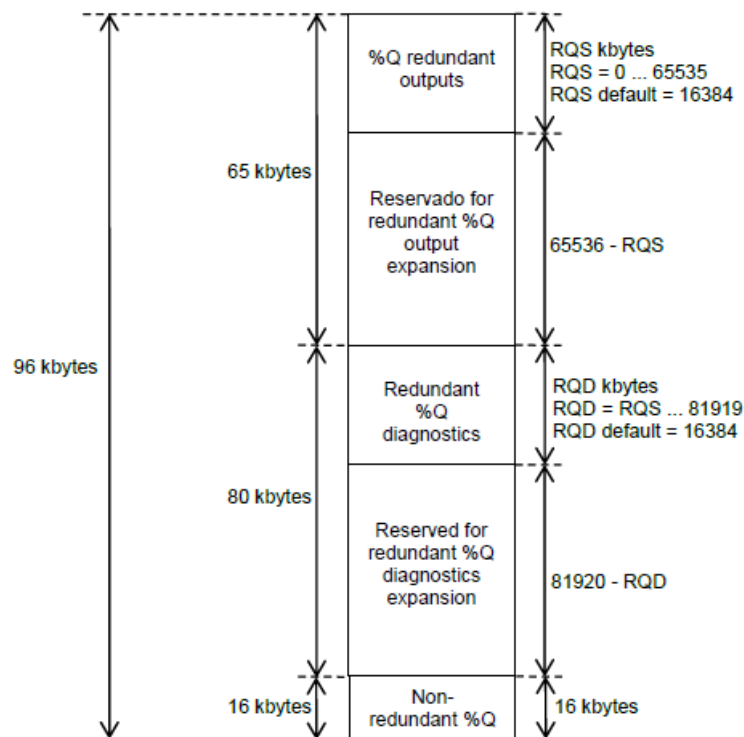 %Q redundant
outputs
RQS kbytes
RQS = 0 ... 65535
RQS default = 16384
65 kbytes
Reservado for
redundant %Q
output
expansion
65536 - RQS
96 kbytes
Redundant
%Q
diagnostics
RQD kbytes
RQD = RQS ... 81919
RQD default = 16384
80 kbytes
Reserved for
redundant %Q
diagnostics
expansion
81920 - RQD
16 kbytes
Non-
redundant %Q
16 kbytes